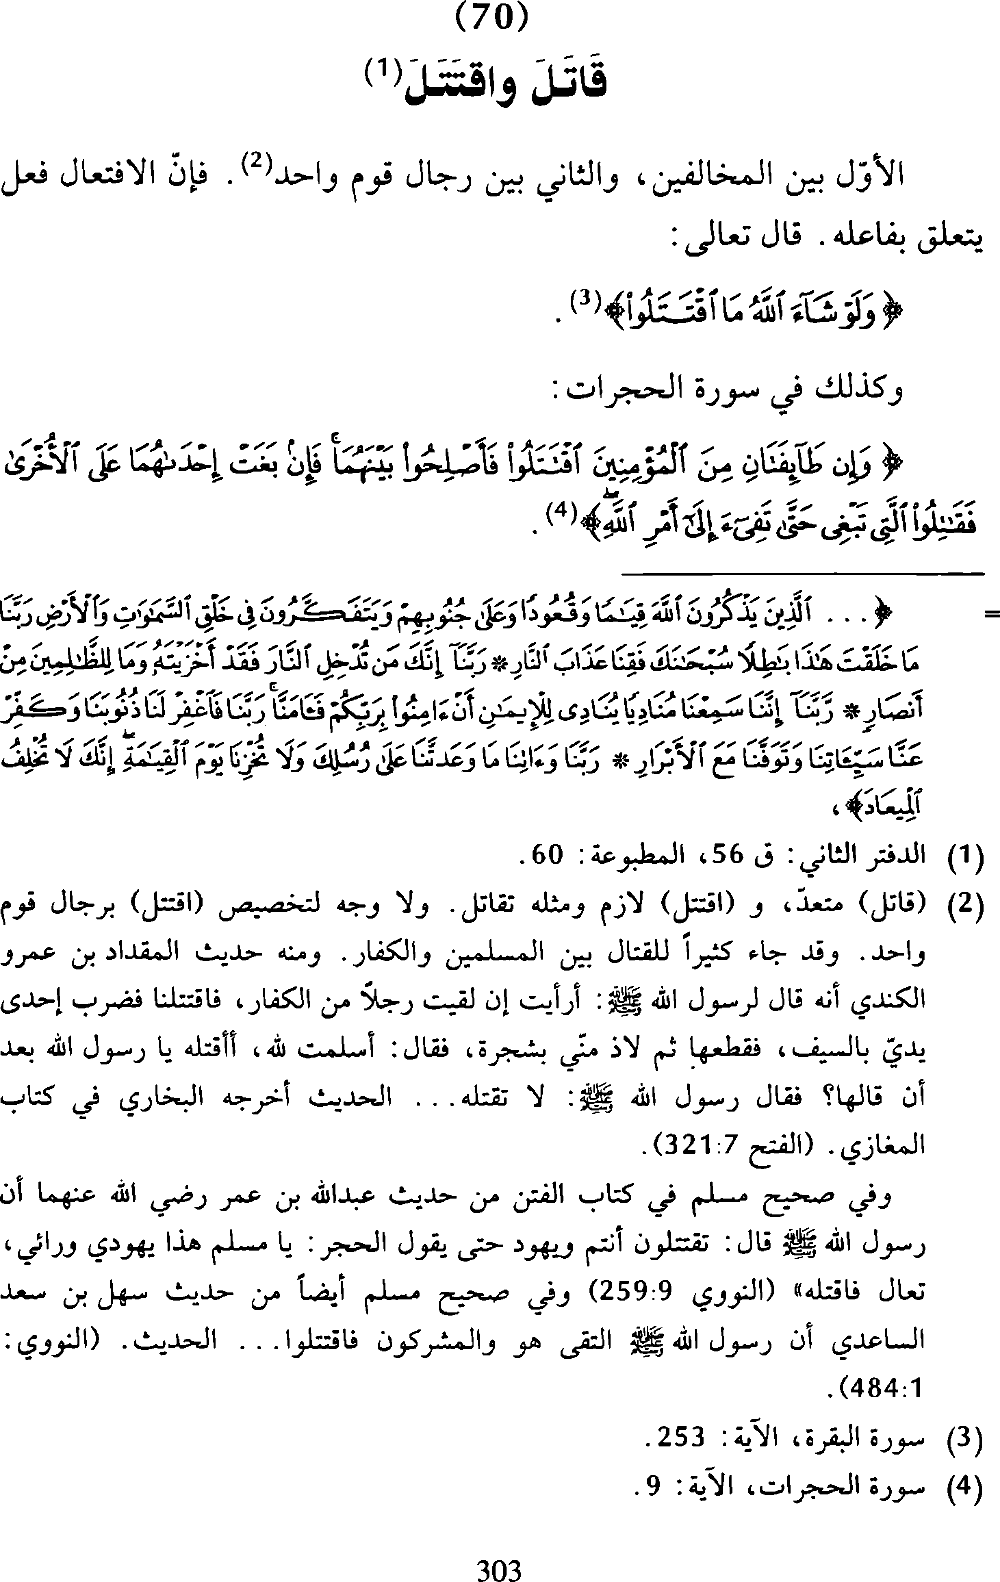 (70)
قَاتَلَ واقتَتَلَ(1)
الأوّل بين المخالفين، والثاني بين رجال قوم واحد(2). فإنّ الافتعال فعل
يتعلق بفاعله. قال تعالى:
﴿وَلَوْ شَآءَ ٱللَّهُ مَا ٱقْتَتَلُوا۟﴾(3).
وكذلك في سورة الحجرات:
﴿وَإِن طَآئِفَتَانِ مِنَ ٱلْمُؤْمِنِينَ ٱقْتَتَلُوا۟ فَأَصْلِحُوا۟ بَيْنَهُمَا ۖ فَإِنۢ بَغَتْ إِحْدَىٰهُمَا عَلَى ٱلْأُخْرَىٰ
فَقَٰتِلُوا۟ ٱلَّتِى تَبْغِى حَتَّىٰ تَفِىٓءَ إِلَىٰٓ أَمْرِ ٱللَّهِ ۚ﴾(4).
= ﴿... ٱلَّذِينَ يَذْكُرُونَ ٱللَّهَ قِيَٰمًا وَقُعُودًا وَعَلَىٰ جُنُوبِهِمْ وَيَتَفَكَّرُونَ فِى خَلْقِ ٱلسَّمَٰوَٰتِ وَٱلْأَرْضِ رَبَّنَا
مَا خَلَقْتَ هَٰذَا بَٰطِلًا سُبْحَٰنَكَ فَقِنَا عَذَابَ ٱلنَّارِ * رَبَّنَآ إِنَّكَ مَن تُدْخِلِ ٱلنَّارَ فَقَدْ أَخْزَيْتَهُۥ وَمَا لِلظَّٰلِمِينَ مِنْ
أَنصَارٍ * رَّبَّنَآ إِنَّنَا سَمِعْنَا مُنَادِيًا يُنَادِى لِلْإِيمَٰنِ أَنْ ءَامِنُوا۟ بِرَبِّكُمْ فَـَٔامَنَّا ۚ رَبَّنَا فَٱغْفِرْ لَنَا ذُنُوبَنَا وَكَفِّرْ
عَنَّا سَيِّـَٔاتِنَا وَتَوَفَّنَا مَعَ ٱلْأَبْرَارِ * رَبَّنَا وَءَاتِنَا مَا وَعَدتَّنَا عَلَىٰ رُسُلِكَ وَلَا تُخْزِنَا يَوْمَ ٱلْقِيَٰمَةِ ۗ إِنَّكَ لَا تُخْلِفُ
ٱلْمِيعَادَ﴾،
(1) الدفتر الثاني: ق 56، المطبوعة: 60.
(2) (قاتل) متعدّ، و (اقتتل) لازم ومثله تقاتل. ولا وجه لتخصيص (اقتتل) برجال قوم
واحد. وقد جاء كثيراً للقتال بين المسلمين والكفار. ومنه حديث المقداد بن عمرو
الكندي أنه قال لرسول الله ﷺ: أرأيت إن لقيت رجلاً من الكفار، فاقتتلنا فضرب إحدى
يديّ بالسيف، فقطعها ثم لاذ منّي بشجرة، فقال: أسلمت لله، أأقتله يا رسول الله بعد
أن قالها؟ فقال رسول الله ﷺ: لا تقتله... الحديث أخرجه البخاري في كتاب
المغازي. (الفتح 321:7).
وفي صحيح مسلم في كتاب الفتن من حديث عبدالله بن عمر رضي الله عنهما أن
رسول الله ﷺ قال: تقتتلون أنتم ويهود حتى يقول الحجر: يا مسلم هذا يهودي ورائي،
تعال فاقتله» (النووي 259:9) وفي صحيح مسلم أيضاً من حديث سهل بن سعد
الساعدي أن رسول الله ﷺ التقى هو والمشركون فاقتتلوا... الحديث. (النووي:
484:1).
(3) سورة البقرة، الآية: 253.
(4) سورة الحجرات، الآية: 9.
303